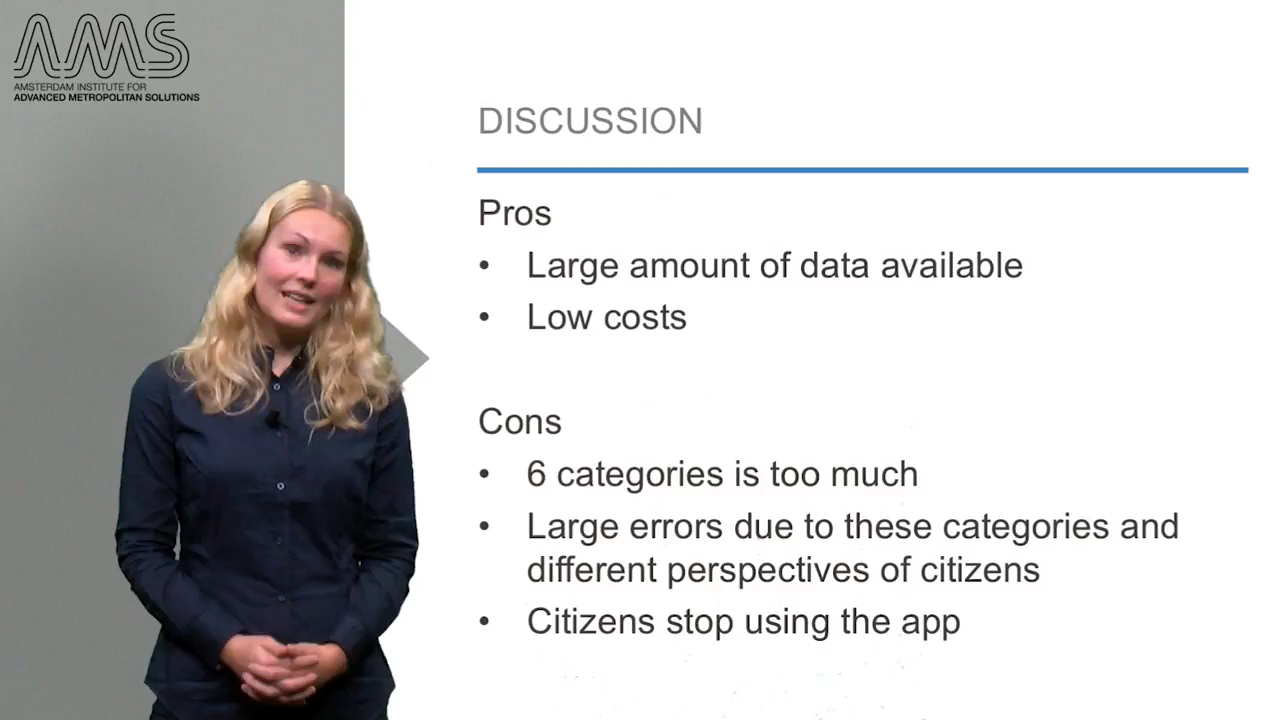 AMS
AMSTERDAM INSTITUTE FOR
ADVANCED METROPOLITAN SOLUTIONS
DISCUSSION
Pros
• Large amount of data available
• Low costs
Cons
• 6 categories is too much
• Large errors due to these categories and
different perspectives of citizens
• Citizens stop using the app